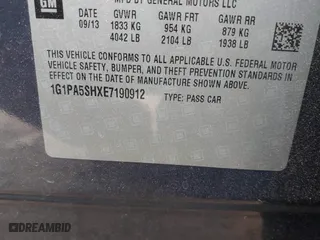 GM
MFD BY GENERAL MOTORS LLC
DATE GVWR GAWR FRT GAWR RR
09/13 1833 KG 954 KG 879 KG
4042 LB 2104 LB 1938 LB
THIS VEHICLE CONFORMS TO ALL APPLICABLE U.S. FEDERAL MOTOR
VEHICLE SAFETY, BUMPER, AND THEFT PREVENTION STANDARDS IN EFFECT
ON THE DATE OF MANUFACTURE SHOWN ABOVE.
1G1PA5SHXE7190912
TYPE: PASS CAR
DREAMBID